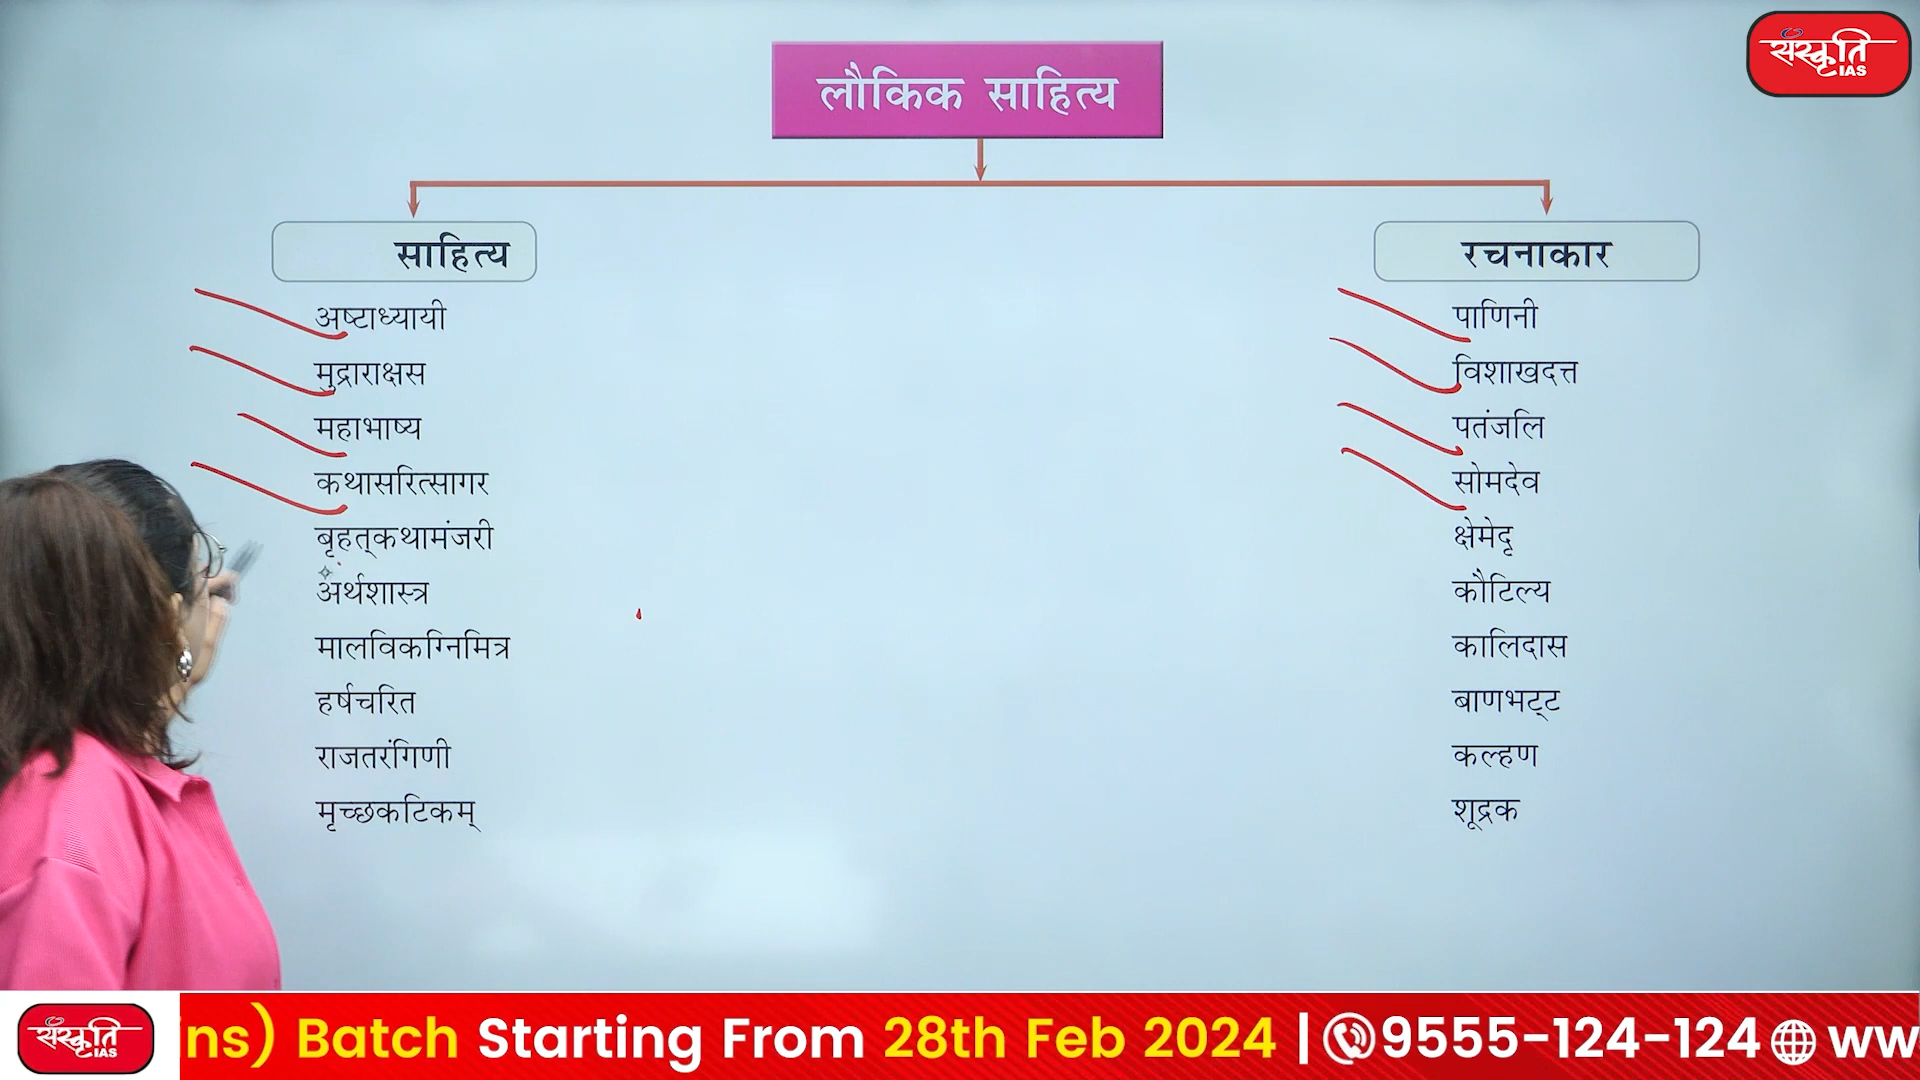 संस्कृति
IAS
लौकिक साहित्य
साहित्य
रचनाकार
अष्टाध्यायी
पाणिनी
मुद्राराक्षस
विशाखदत्त
महाभाष्य
पतंजलि
कथासरित्सागर
सोमदेव
बृहत्कथामंजरी
क्षेमेदृ
अर्थशास्त्र
कौटिल्य
मालविकग्निमित्र
कालिदास
हर्षचरित
बाणभट्ट
राजतरंगिणी
कल्हण
मृच्छकटिकम्
शूद्रक
संस्कृति
IAS
ins) Batch Starting From 28th Feb 2024 | 9555-124-124 ww